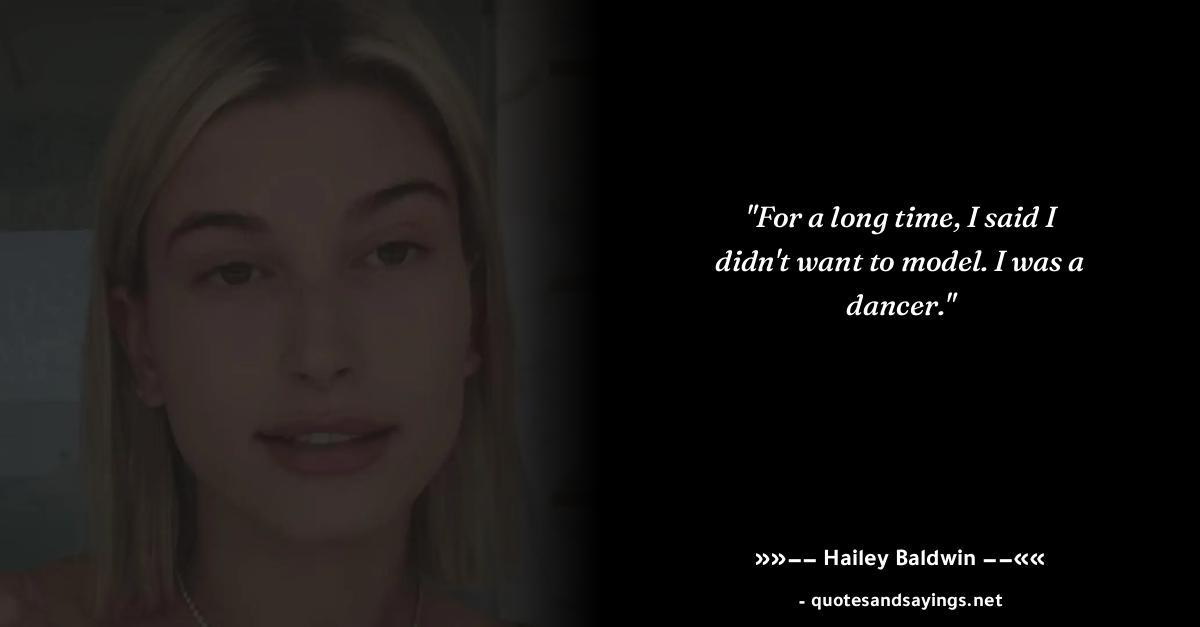 "For a long time, I said I
didn't want to model. I was a
dancer."
»»−− Hailey Baldwin −−««
- quotesandsayings.net